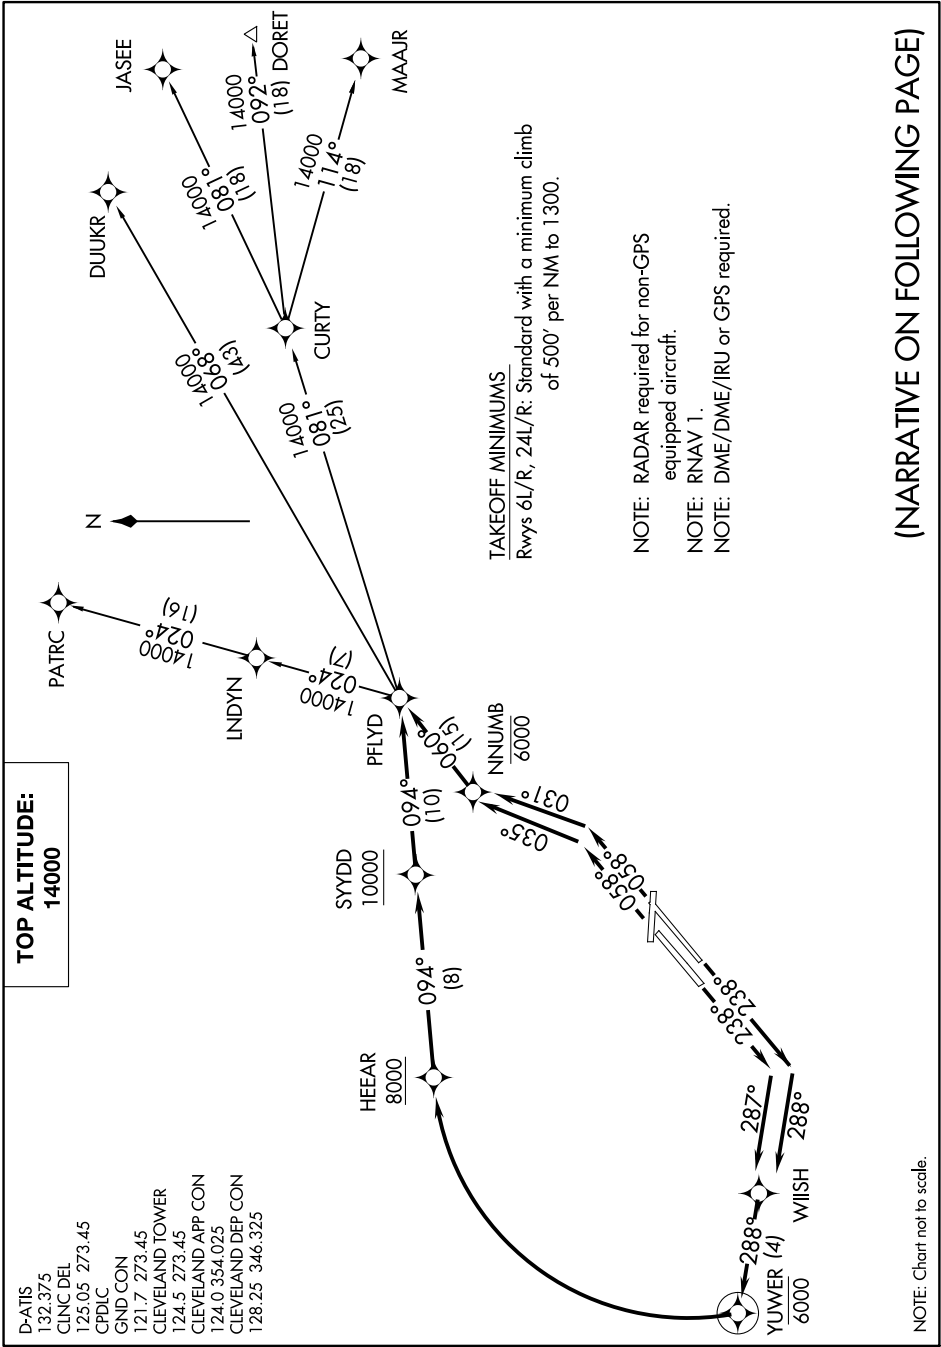 TOP ALTITUDE:
14000
D-ATIS
132.375
CLNC DEL
125.05 273.45
CPDLC
GND CON
121.7 273.45
CLEVELAND TOWER
124.5 273.45
CLEVELAND APP CON
124.0 354.025
CLEVELAND DEP CON
128.25 346.325
N
PATRC
14000
024°
(16)
LNDYN
14000
024°
(7)
PFLYD
DUUKR
14000
068°
(43)
JASEE
14000
081°
(18)
14000
092°
(18)
DORET
14000
114°
(18)
MAAJR
CURTY
14000
081°
(25)
HEEAR
8000
094°
(8)
SYYDD
10000
094°
(10)
060°
(15)
NNUMB
6000
035°
031°
058°
058°
238°
238°
287°
288°
WIISH
288°
(4)
YUWER
6000
TAKEOFF MINIMUMS
Rwys 6L/R, 24L/R: Standard with a minimum climb
of 500' per NM to 1300.
NOTE: RADAR required for non-GPS
equipped aircraft.
NOTE: RNAV 1.
NOTE: DME/DME/IRU or GPS required.
(NARRATIVE ON FOLLOWING PAGE)
NOTE: Chart not to scale.